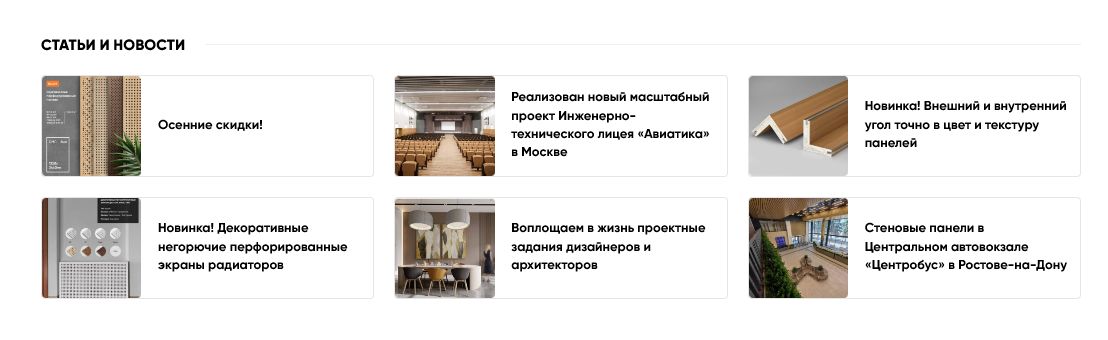 СТАТЬИ И НОВОСТИ
Осенние скидки!
Реализован новый масштабный
проект Инженерно-
технического лицея «Авиатика»
в Москве
Новинка! Внешний и внутренний
угол точно в цвет и текстуру
панелей
Новинка! Декоративные
негорючие перфорированные
экраны радиаторов
Воплощаем в жизнь проектные
задания дизайнеров и
архитекторов
Стеновые панели в
Центральном автовокзале
«Центробус» в Ростове-на-Дону